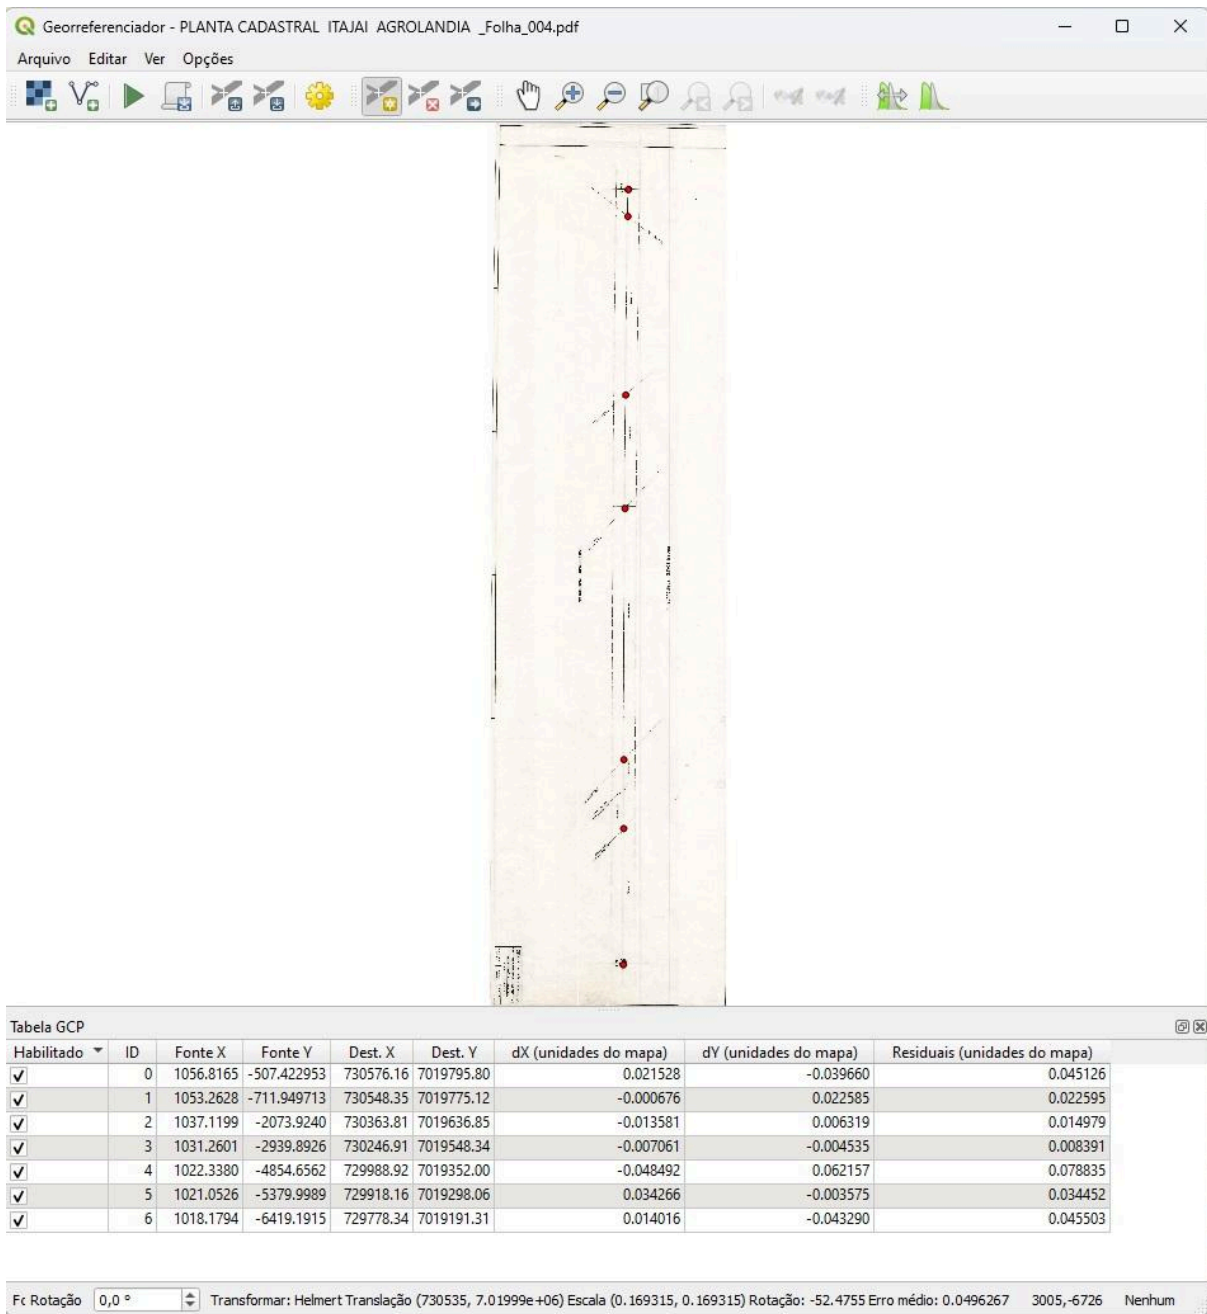 Georreferenciador - PLANTA CADASTRAL ITAJAI AGROLANDIA _Folha_004.pdf
Arquivo Editar Ver Opções
Tabela GCP
Habilitado ID Fonte X Fonte Y Dest. X Dest. Y dX (unidades do mapa) dY (unidades do mapa) Residuais (unidades do mapa)
0 1056.8165 -507.422953 730576.16 7019795.80 0.021528 -0.039660 0.045126
1 1053.2628 -711.949713 730548.35 7019775.12 -0.000676 0.022585 0.022595
2 1037.1199 -2073.9240 730363.81 7019636.85 -0.013581 0.006319 0.014979
3 1031.2601 -2939.8926 730246.91 7019548.34 -0.007061 -0.004535 0.008391
4 1022.3380 -4854.6562 729988.92 7019352.00 -0.048492 0.062157 0.078835
5 1021.0526 -5379.9989 729918.16 7019298.06 0.034266 -0.003575 0.034452
6 1018.1794 -6419.1915 729778.34 7019191.31 0.014016 -0.043290 0.045503
Rotação 0,0 ° Transformar: Helmert Translação (730535, 7.01999e+06) Escala (0.169315, 0.169315) Rotação: -52.4755 Erro médio: 0.0496267 3005,-6726 Nenhum